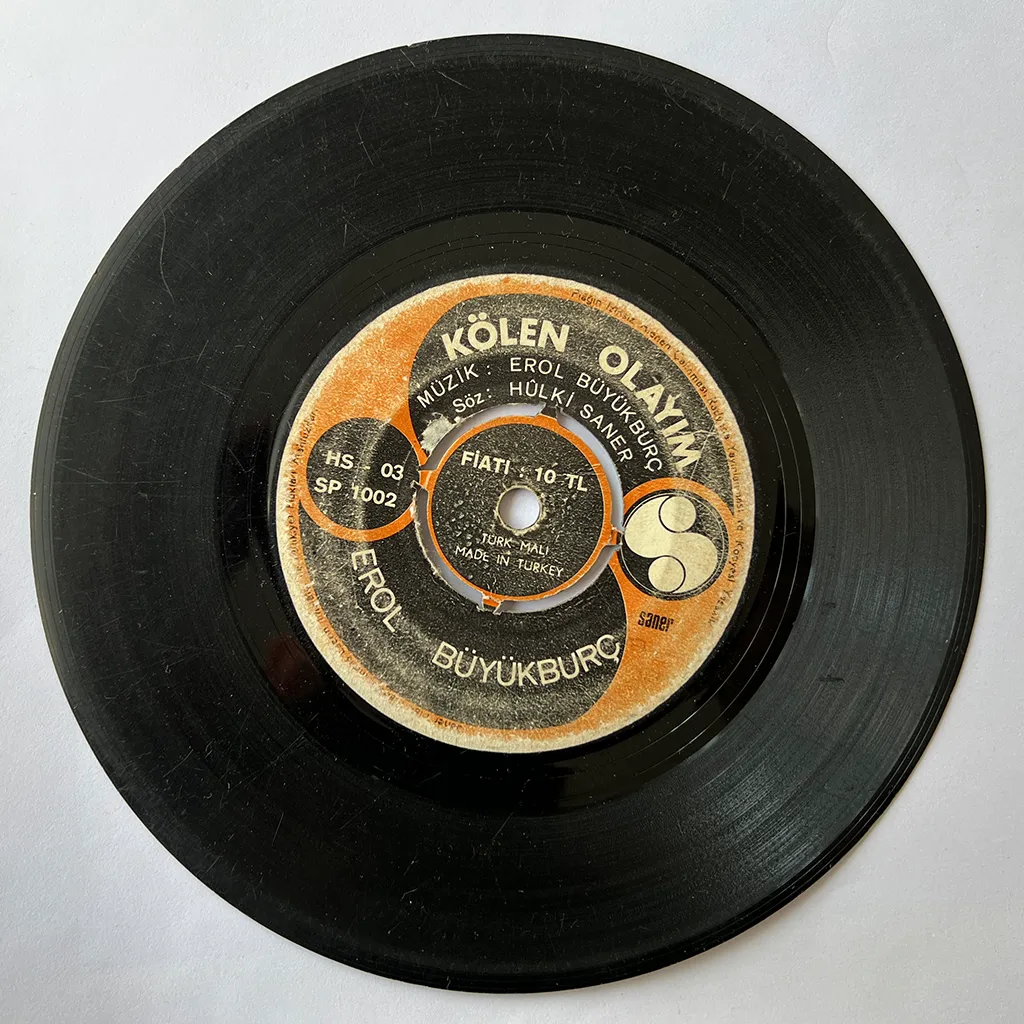 KÖLEN OLAYIM
MÜZİK : EROL BÜYÜKBURÇ
Söz : HÛLKİ SANER
HS - 03
SP 1002
FİATI : 10 TL
TÜRK MALI
MADE IN TURKEY
saner
EROL BÜYÜKBURÇ